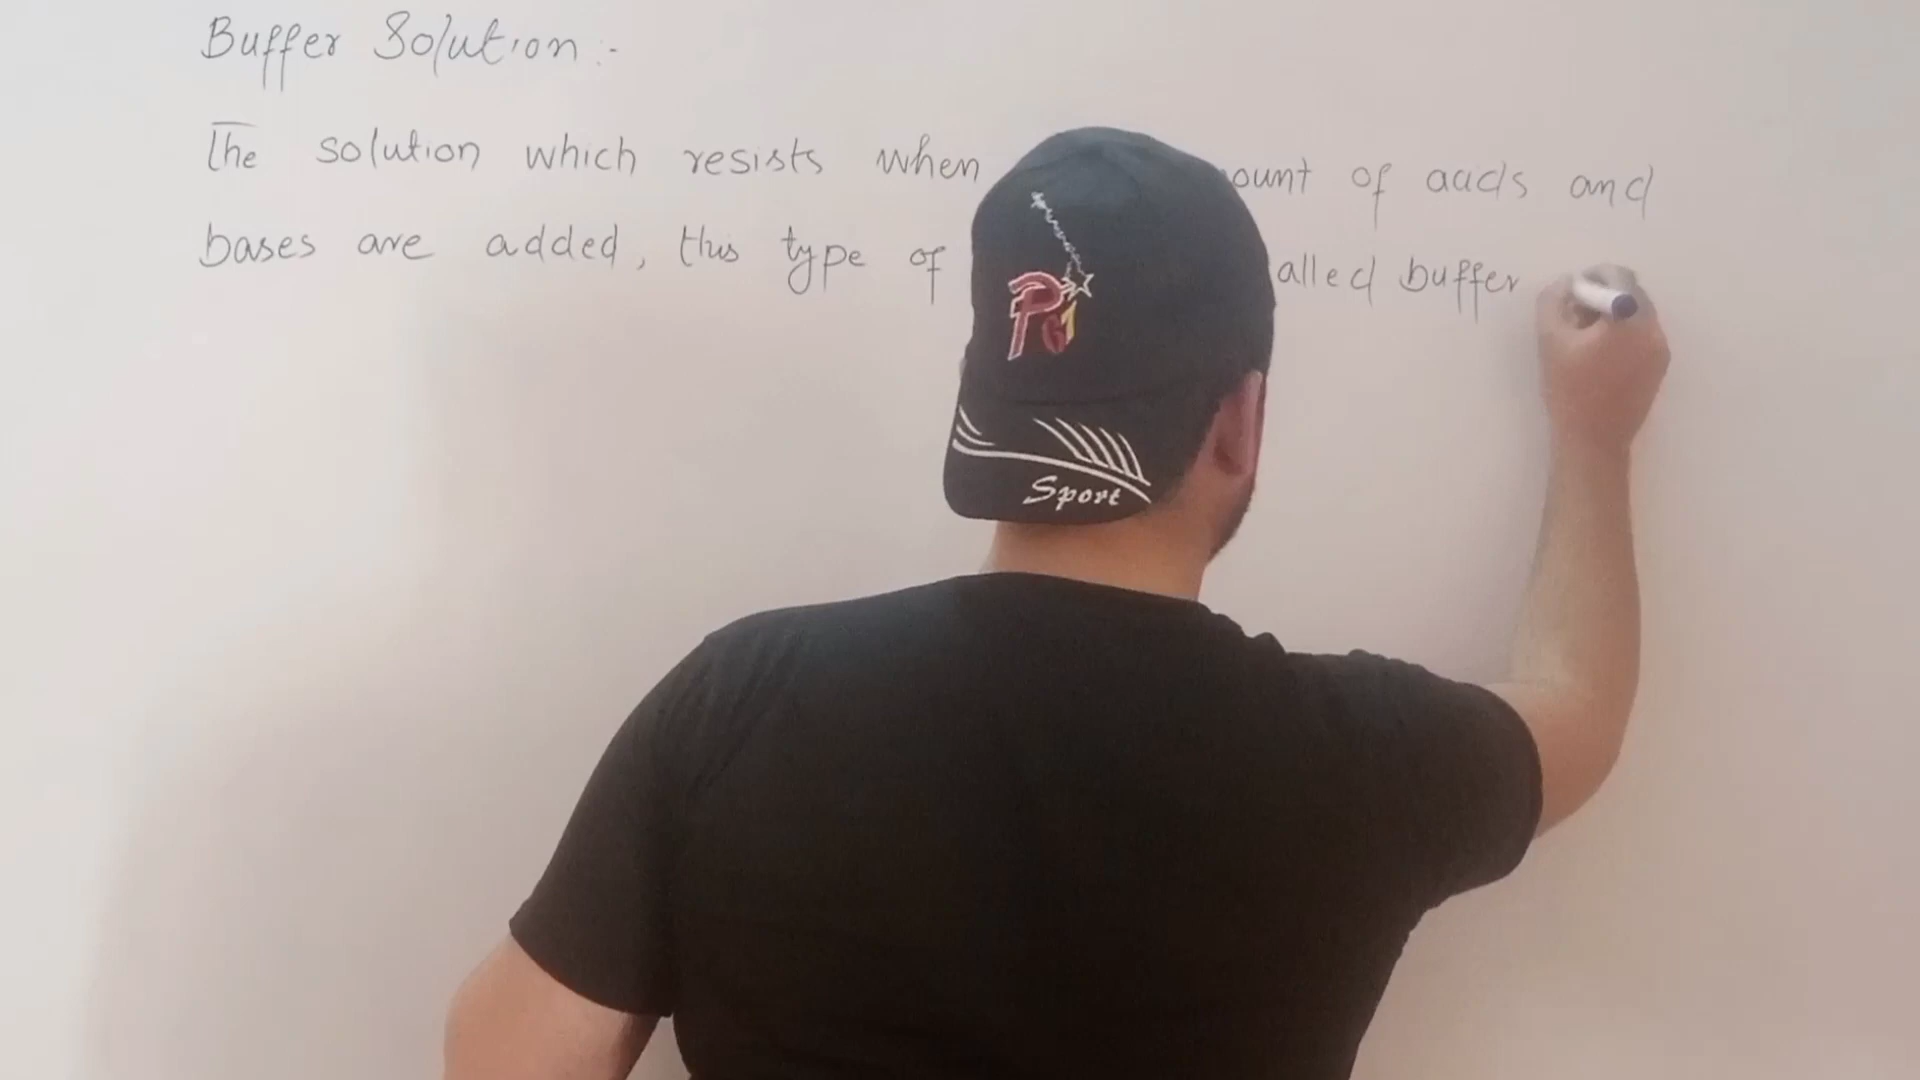 Buffer Solution :-
The solution which resists when ount of acids and
bases are added, this type of alled buffer
P61
Sport